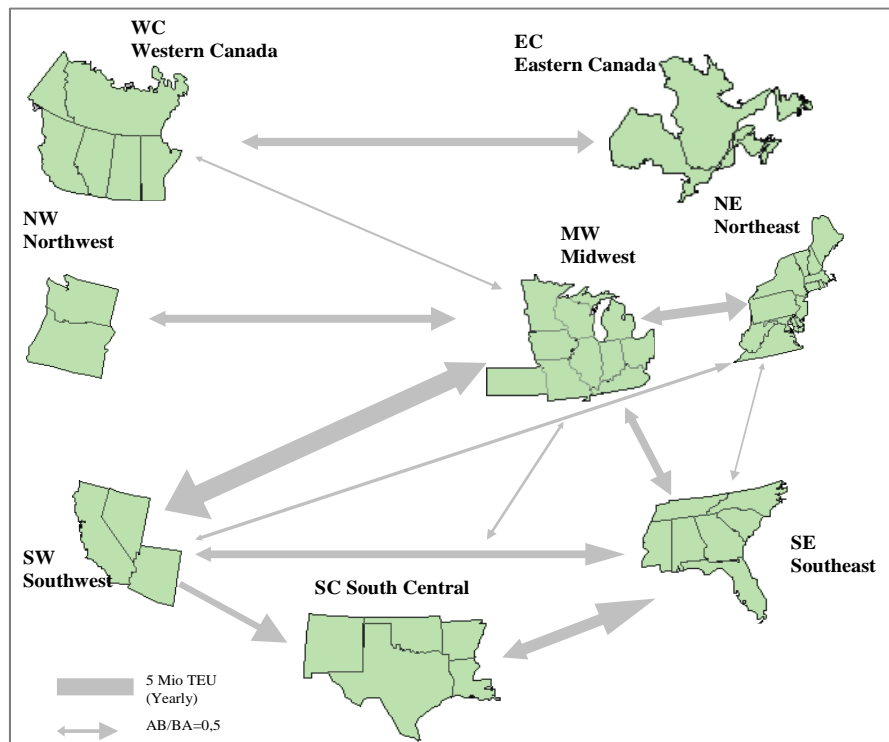 WC
Western Canada
EC
Eastern Canada
NW
Northwest
MW
Midwest
NE
Northeast
SW
Southwest
SC South Central
SE
Southeast
5 Mio TEU
(Yearly)
AB/BA=0,5